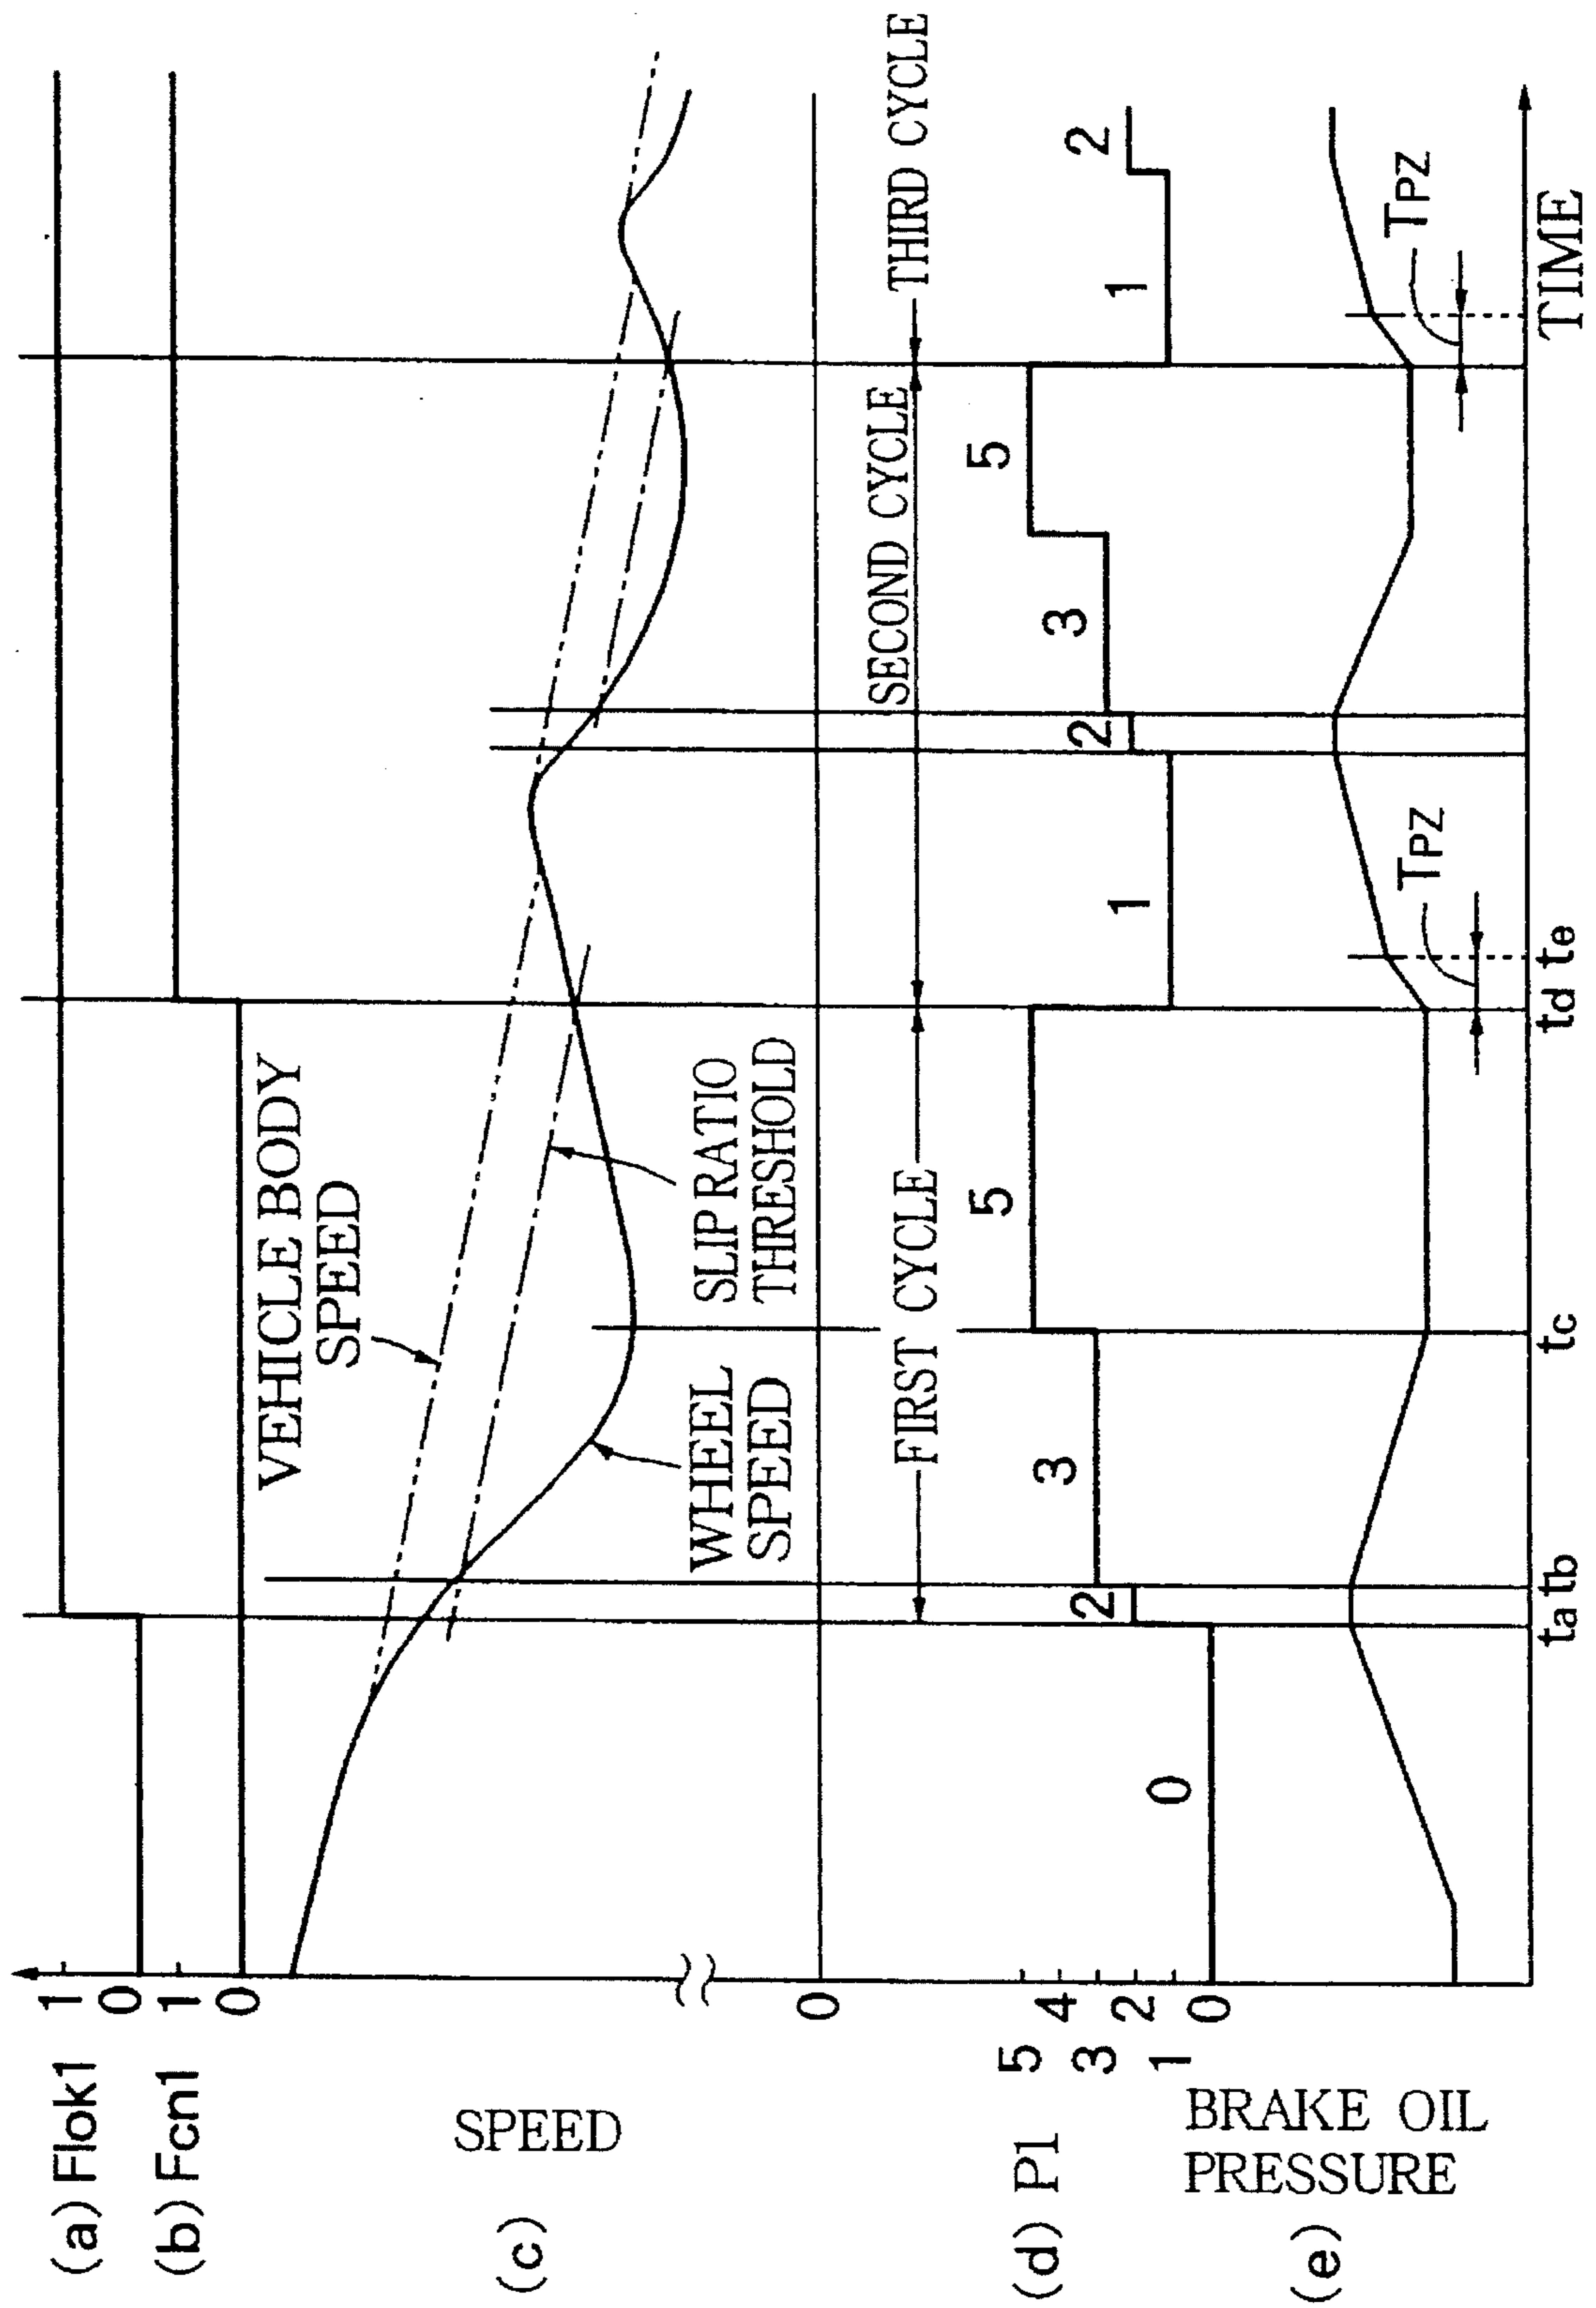 (a) Flok1
1
0
(b) Fcn1
1
0
(c)
SPEED
VEHICLE BODY
SPEED
SLIP RATIO
THRESHOLD
WHEEL
SPEED
0
FIRST CYCLE
SECOND CYCLE
THIRD CYCLE
(d) P1
5
4
3
2
1
0
0
2
3
5
1
2
3
5
1
2
(e)
BRAKE OIL
PRESSURE
TPZ
TPZ
ta
tb
tc
td
te
TIME